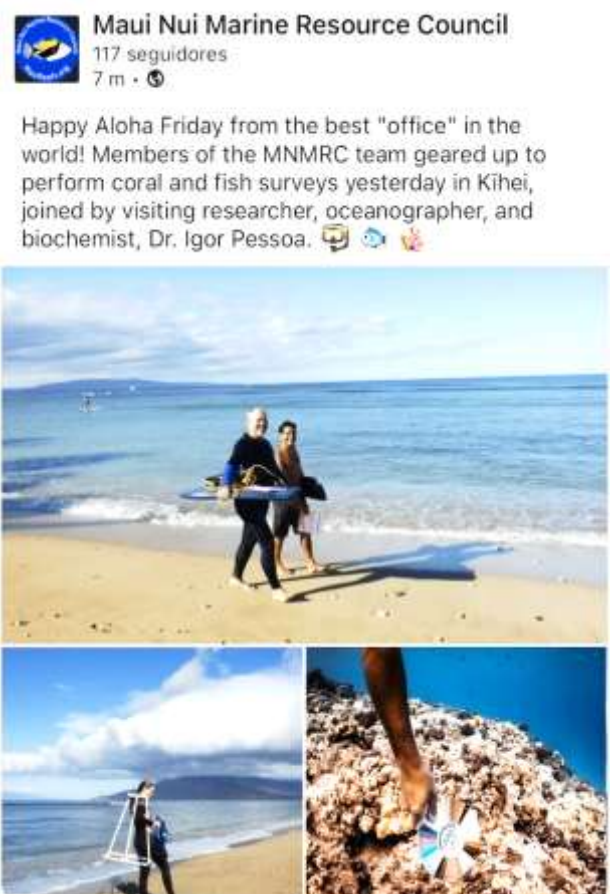 Maui Nui Marine Resource Council
117 seguidores
7 m •
Happy Aloha Friday from the best "office" in the
world! Members of the MNMRC team geared up to
perform coral and fish surveys yesterday in Kīhei,
joined by visiting researcher, oceanographer, and
biochemist, Dr. Igor Pessoa.